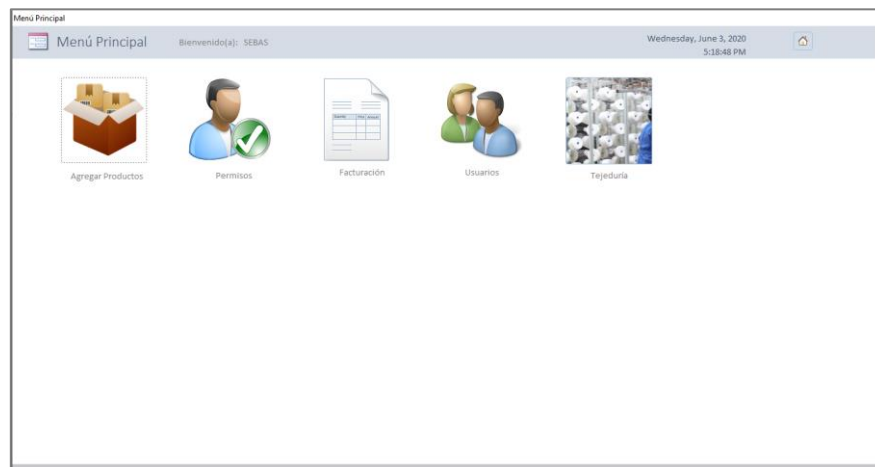 Menú Principal
Menú Principal
Bienvenido(a): SEBAS
Wednesday, June 3, 2020
5:18:48 PM
Agregar Productos
Permisos
Facturación
Usuarios
Tejeduría